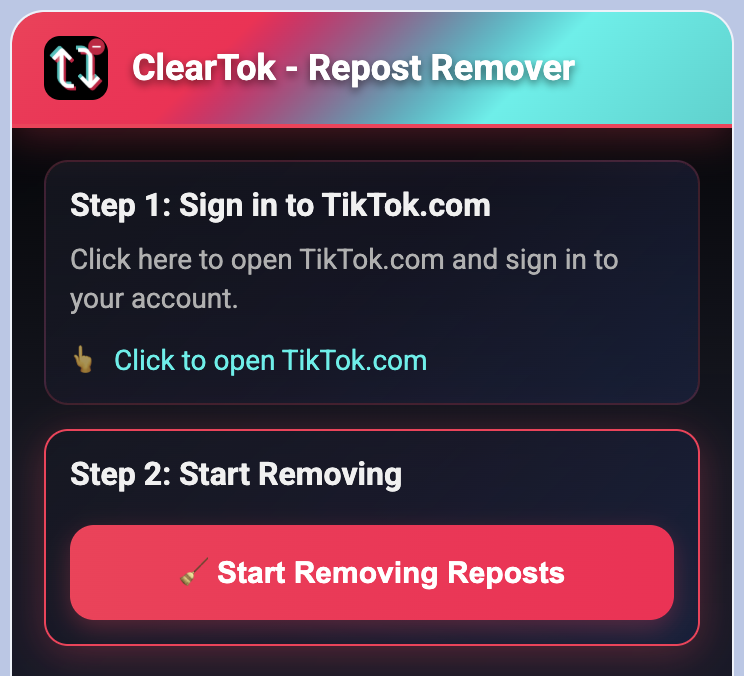 ClearTok - Repost Remover
Step 1: Sign in to TikTok.com
Click here to open TikTok.com and sign in to
your account.
👆 Click to open TikTok.com
Step 2: Start Removing
🧹 Start Removing Reposts